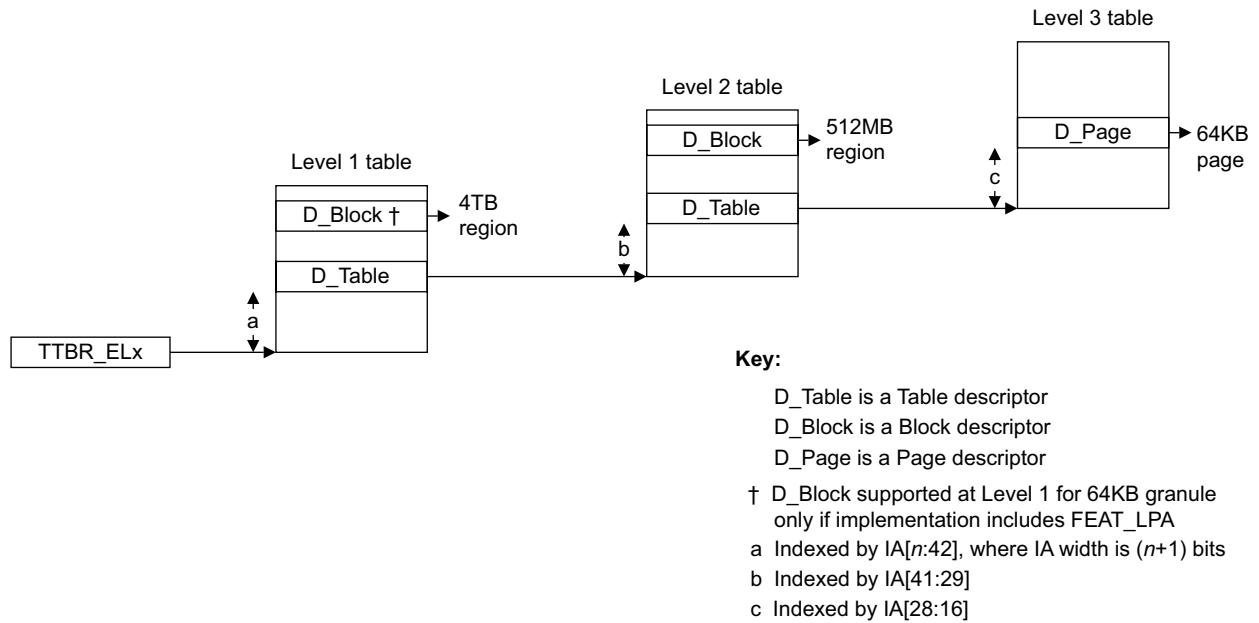 Level 3 table
Level 2 table
D_Page
64KB
page
D_Block
512MB
region
c
Level 1 table
D_Block †
4TB
region
D_Table
b
D_Table
a
TTBR_ELx
Key:
D_Table is a Table descriptor
D_Block is a Block descriptor
D_Page is a Page descriptor
† D_Block supported at Level 1 for 64KB granule
only if implementation includes FEAT_LPA
a Indexed by IA[n:42], where IA width is (n+1) bits
b Indexed by IA[41:29]
c Indexed by IA[28:16]